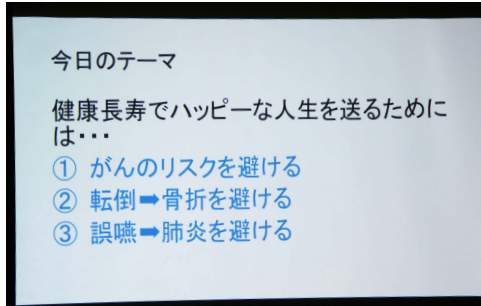 今日のテーマ
健康長寿でハッピーな人生を送るために
は・・・
① がんのリスクを避ける
② 転倒➡骨折を避ける
③ 誤嚥➡肺炎を避ける